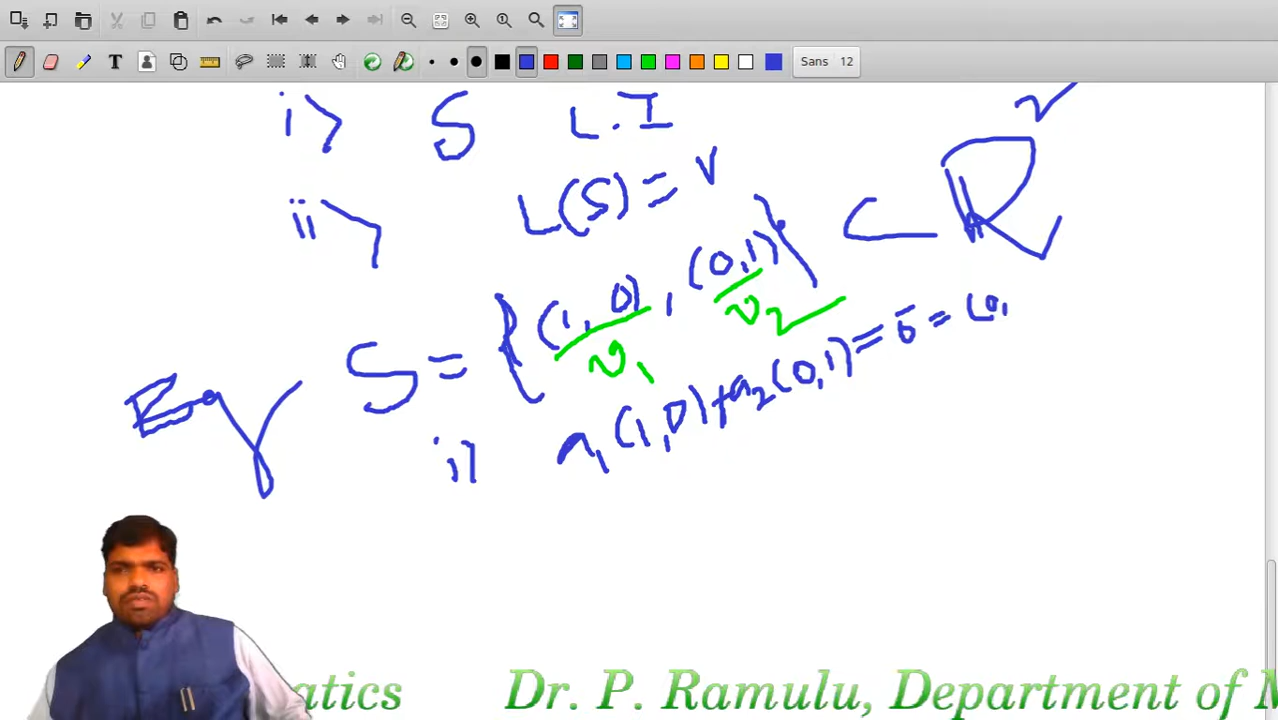 Sans 12
i> S L.I
ii> L(S) = V
Eg S = {(1, 0), (0,1)} ⊂ R²
v₁ v₂
i> a₁(1,0)+a₂(0,1) = ō = (0,
atics Dr. P. Ramulu, Department of M